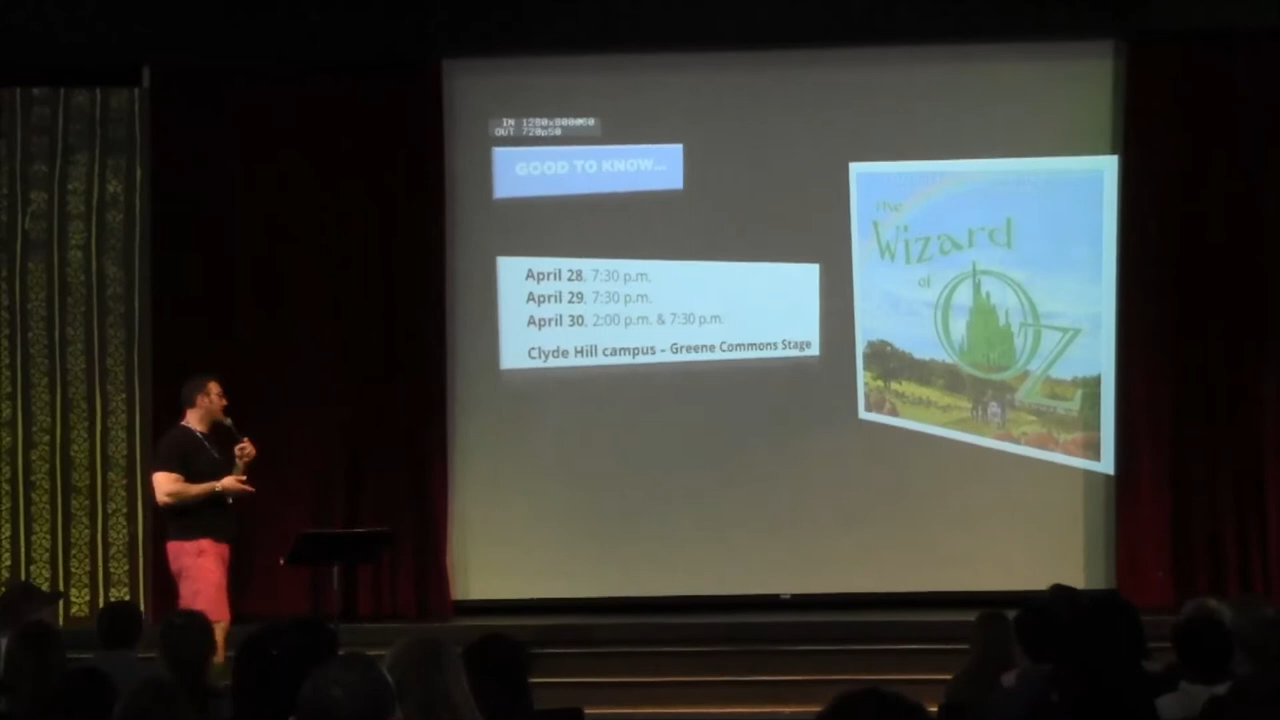 IN 1280x800@60
OUT 720p50
GOOD TO KNOW...
April 28, 7:30 p.m.
April 29, 7:30 p.m.
April 30, 2:00 p.m. & 7:30 p.m.
Clyde Hill campus – Greene Commons Stage
The
Wizard
of
Oz